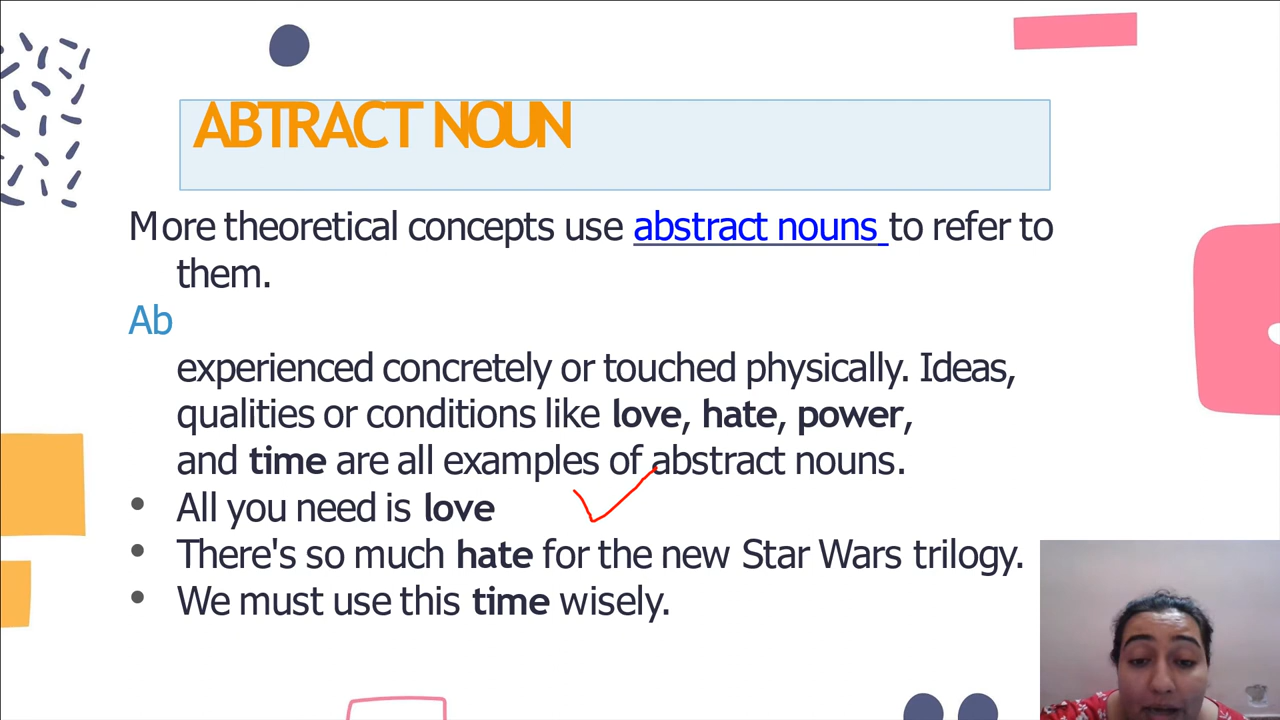 ABTRACT NOUN
More theoretical concepts use abstract nouns to refer to
them.
Ab
experienced concretely or touched physically. Ideas,
qualities or conditions like love, hate, power,
and time are all examples of abstract nouns.
• All you need is love
• There's so much hate for the new Star Wars trilogy.
• We must use this time wisely.